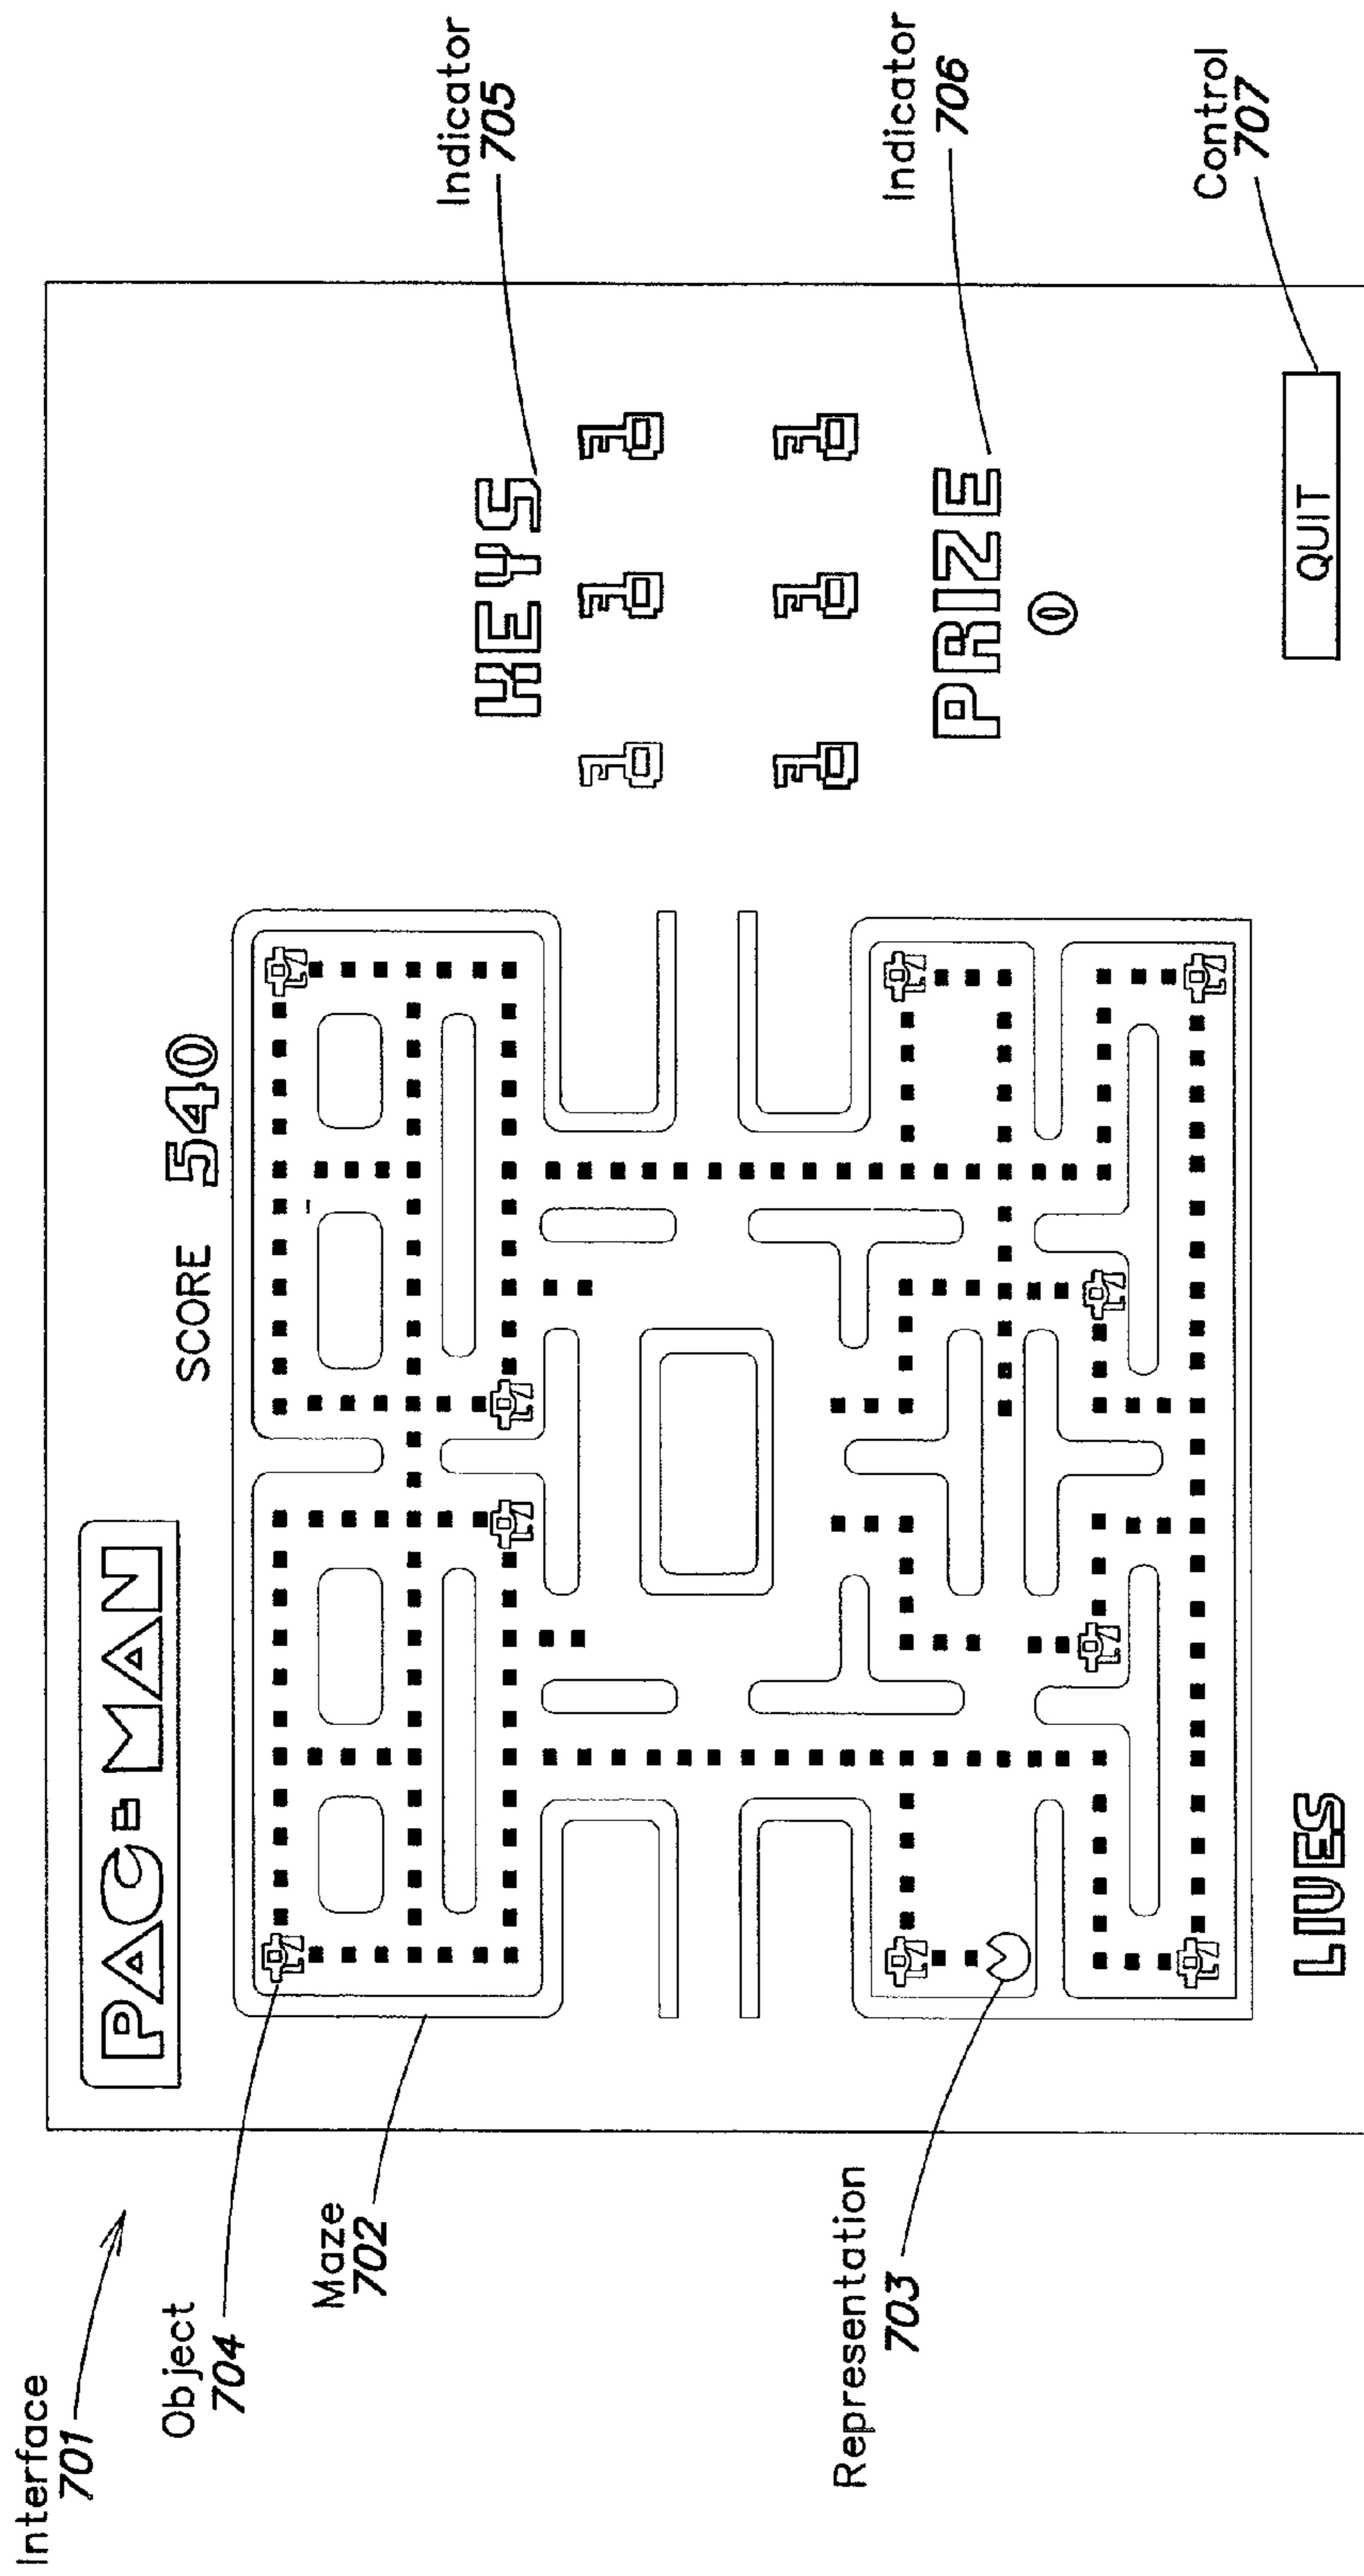 Interface
701
PAC-MAN
SCORE 540
Object
704
Maze
702
KEYS
Indicator
705
Representation
703
PRIZE
0
Indicator
706
LIVES
QUIT
Control
707